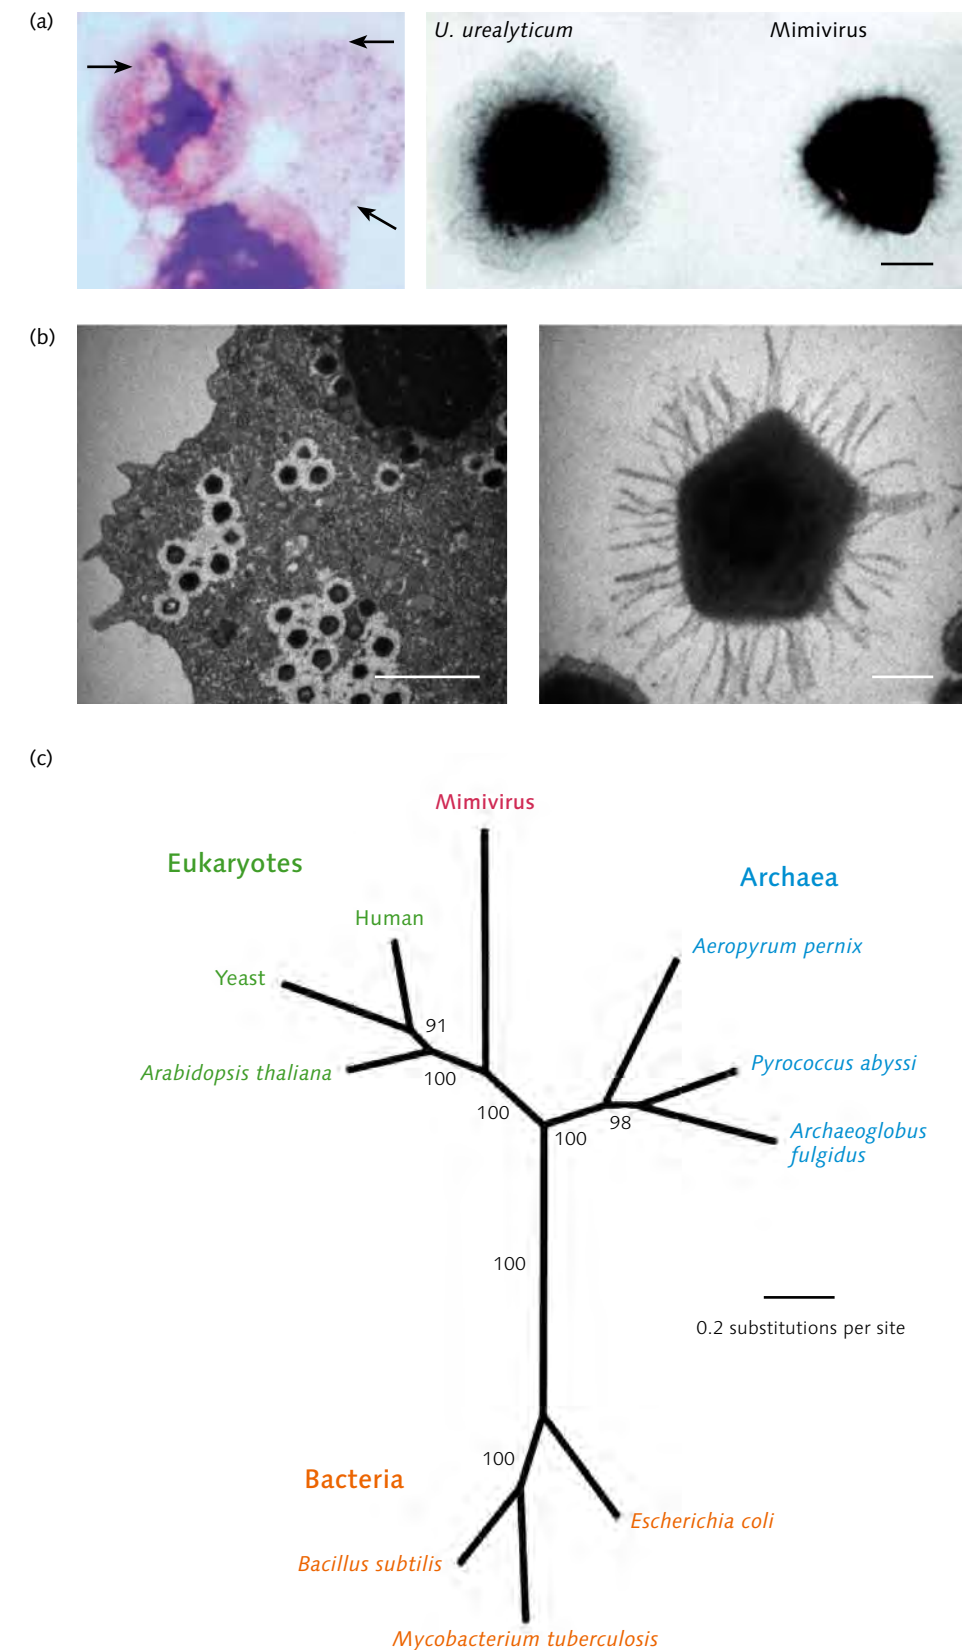 (a)
U. urealyticum
Mimivirus
(b)
(c)
Mimivirus
Eukaryotes
Archaea
Human
Aeropyrum pernix
Yeast
91
Pyrococcus abyssi
Arabidopsis thaliana
100
100
98
100
Archaeoglobus
fulgidus
100
0.2 substitutions per site
100
Bacteria
Escherichia coli
Bacillus subtilis
Mycobacterium tuberculosis